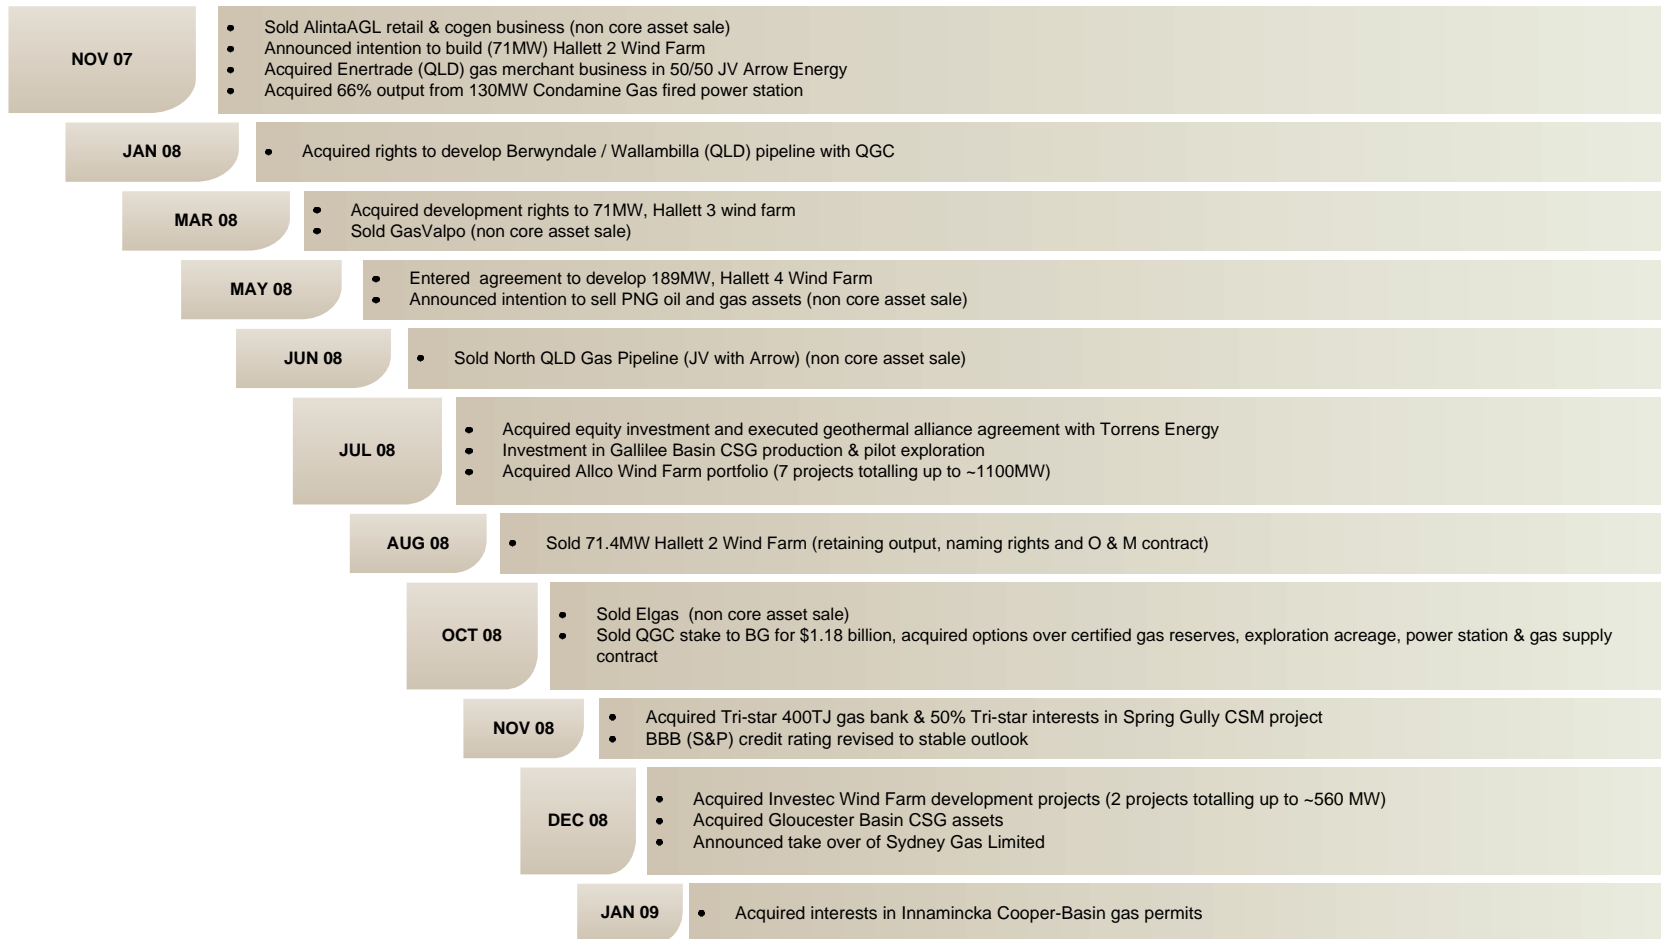 NOV 07
Sold AlintaAGL retail & cogen business (non core asset sale)
Announced intention to build (71MW) Hallett 2 Wind Farm
Acquired Enertrade (QLD) gas merchant business in 50/50 JV Arrow Energy
Acquired 66% output from 130MW Condamine Gas fired power station
JAN 08
Acquired rights to develop Berwyndale / Wallambilla (QLD) pipeline with QGC
MAR 08
Acquired development rights to 71MW, Hallett 3 wind farm
Sold GasValpo (non core asset sale)
MAY 08
Entered  agreement to develop 189MW, Hallett 4 Wind Farm
Announced intention to sell PNG oil and gas assets (non core asset sale)
JUN 08
Sold North QLD Gas Pipeline (JV with Arrow) (non core asset sale)
JUL 08
Acquired equity investment and executed geothermal alliance agreement with Torrens Energy
Investment in Gallilee Basin CSG production & pilot exploration
Acquired Allco Wind Farm portfolio (7 projects totalling up to ~1100MW)
AUG 08
Sold 71.4MW Hallett 2 Wind Farm (retaining output, naming rights and O & M contract)
OCT 08
Sold Elgas  (non core asset sale)
Sold QGC stake to BG for $1.18 billion, acquired options over certified gas reserves, exploration acreage, power station & gas supply
contract
NOV 08
Acquired Tri-star 400TJ gas bank & 50% Tri-star interests in Spring Gully CSM project
BBB (S&P) credit rating revised to stable outlook
DEC 08
Acquired Investec Wind Farm development projects (2 projects totalling up to ~560 MW)
Acquired Gloucester Basin CSG assets
Announced take over of Sydney Gas Limited
JAN 09
Acquired interests in Innamincka Cooper-Basin gas permits